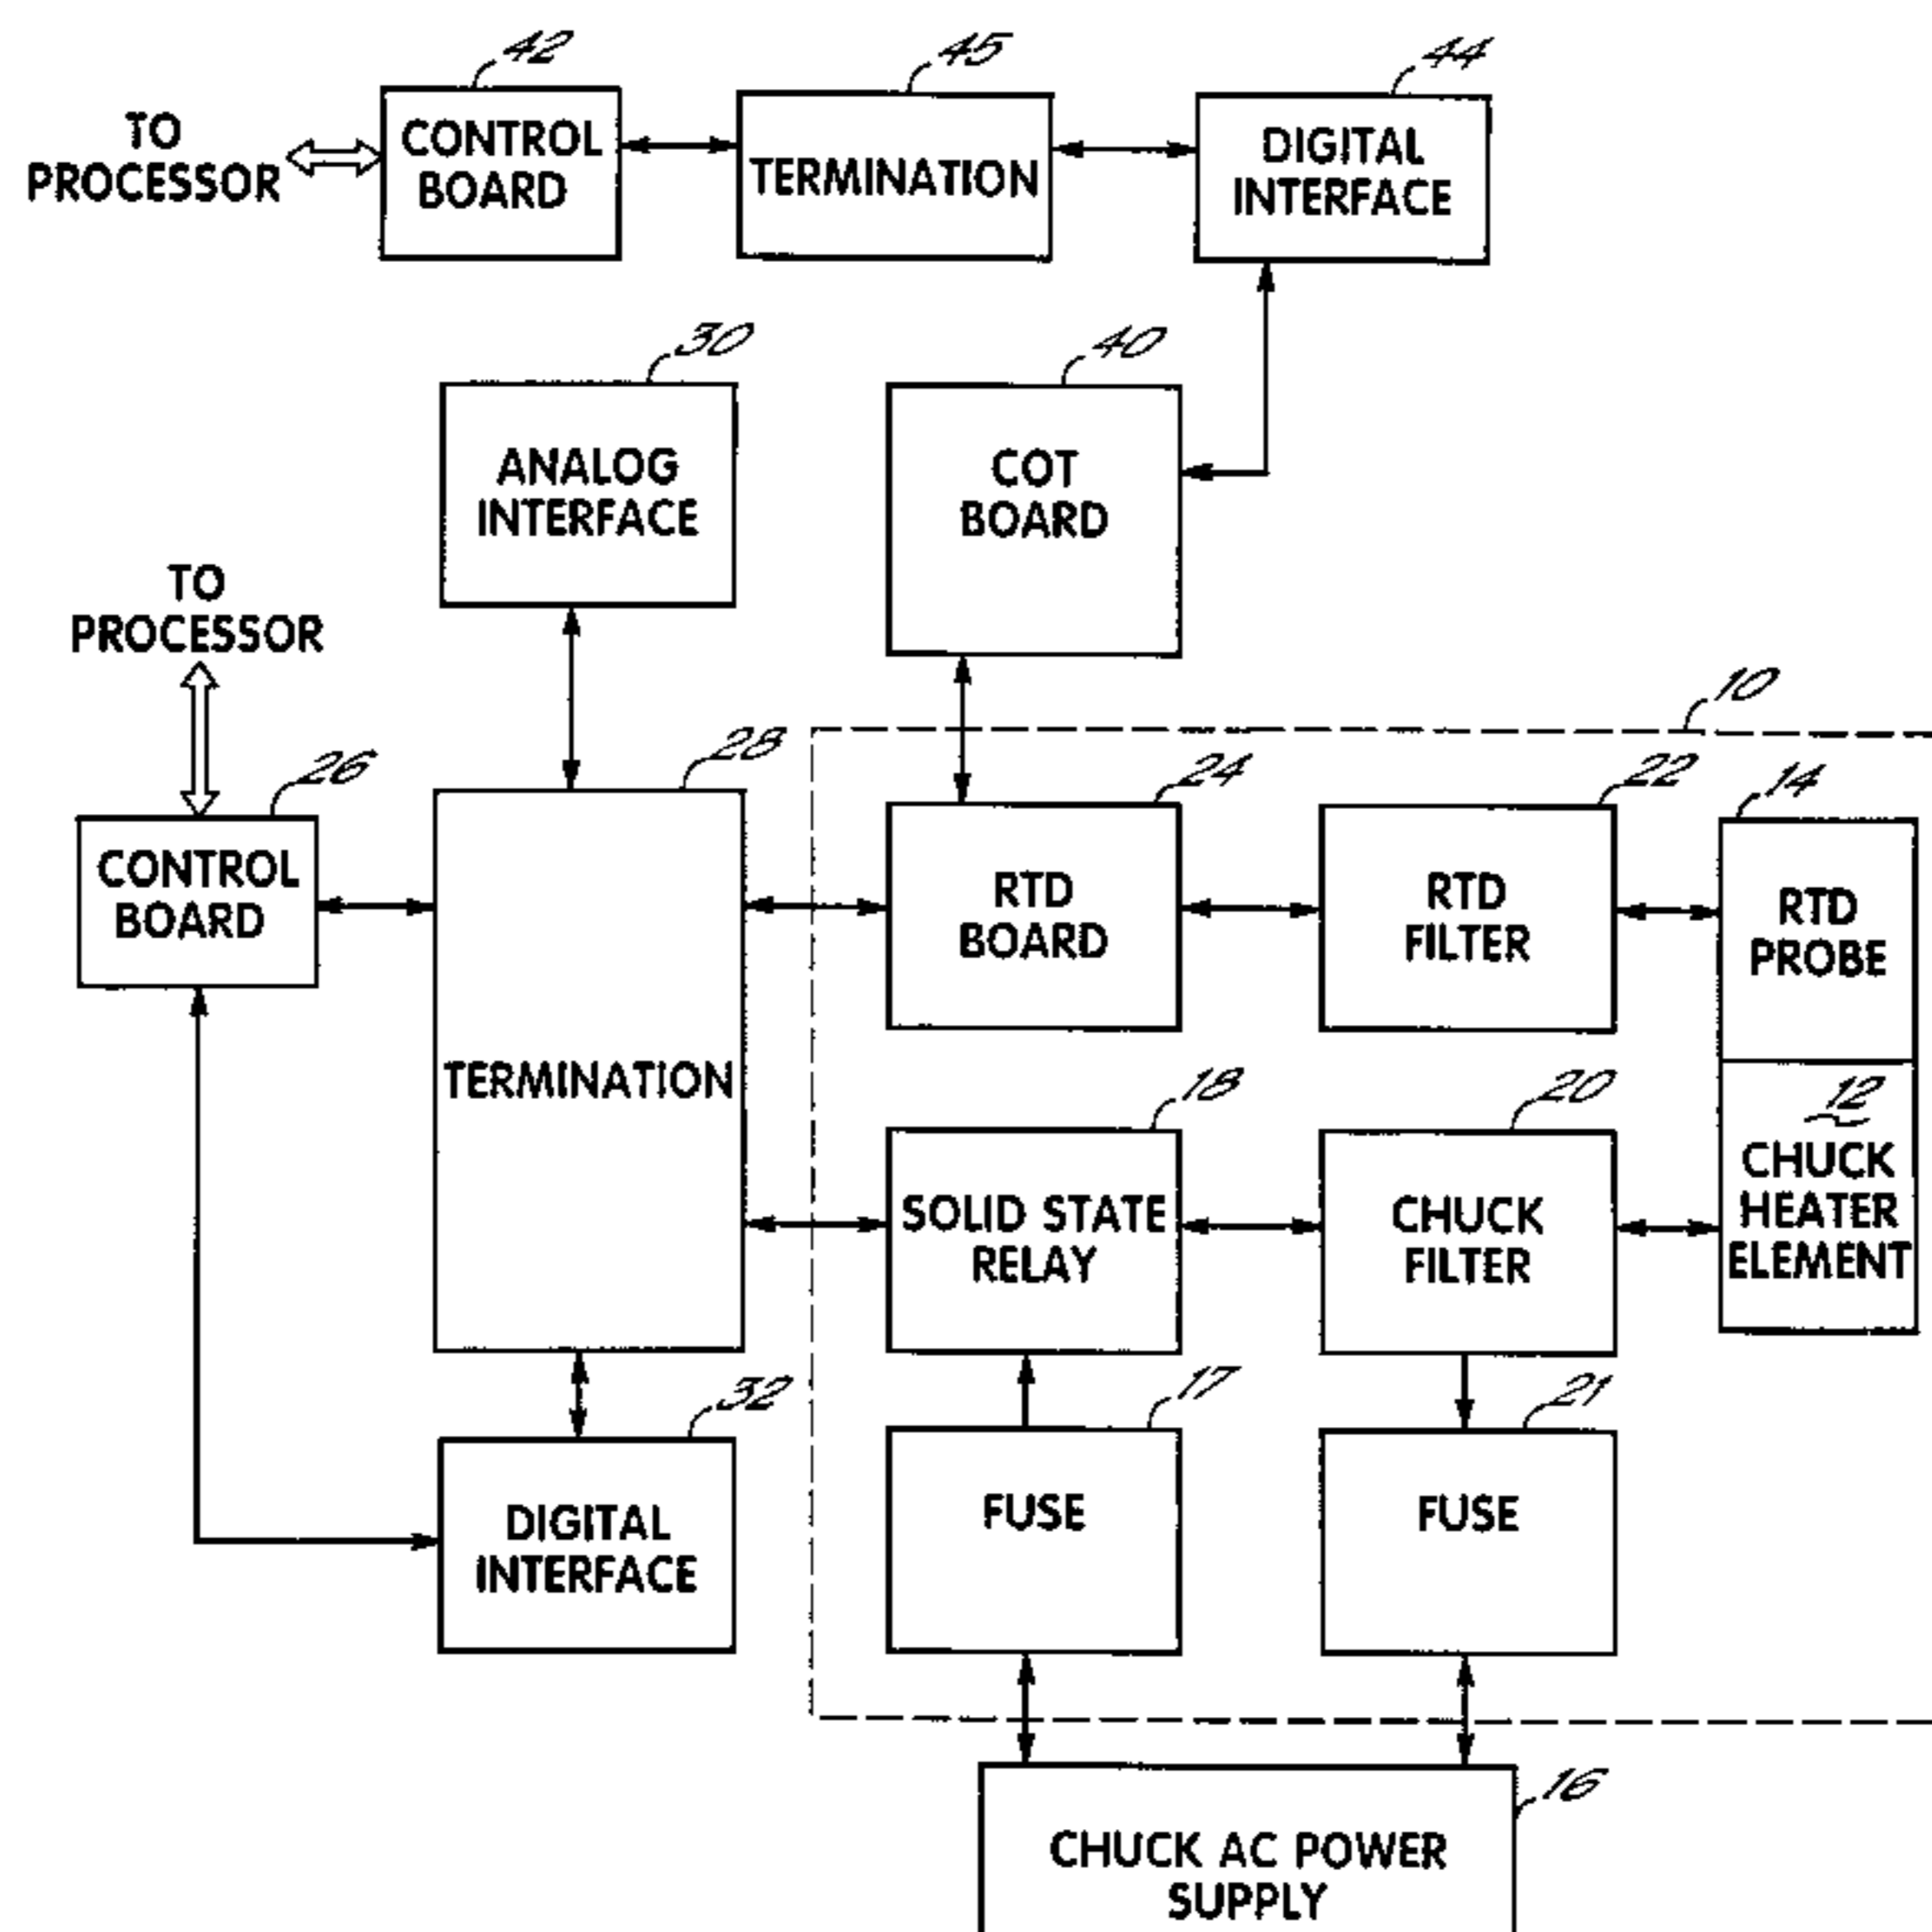 42
45
44
TO
PROCESSOR
CONTROL
BOARD
TERMINATION
DIGITAL
INTERFACE
30
40
ANALOG
INTERFACE
COT
BOARD
TO
PROCESSOR
10
26
28
24
22
14
CONTROL
BOARD
RTD
BOARD
RTD
FILTER
RTD
PROBE
TERMINATION
18
20
12
SOLID STATE
RELAY
CHUCK
FILTER
CHUCK
HEATER
ELEMENT
32
17
21
DIGITAL
INTERFACE
FUSE
FUSE
16
CHUCK AC POWER
SUPPLY